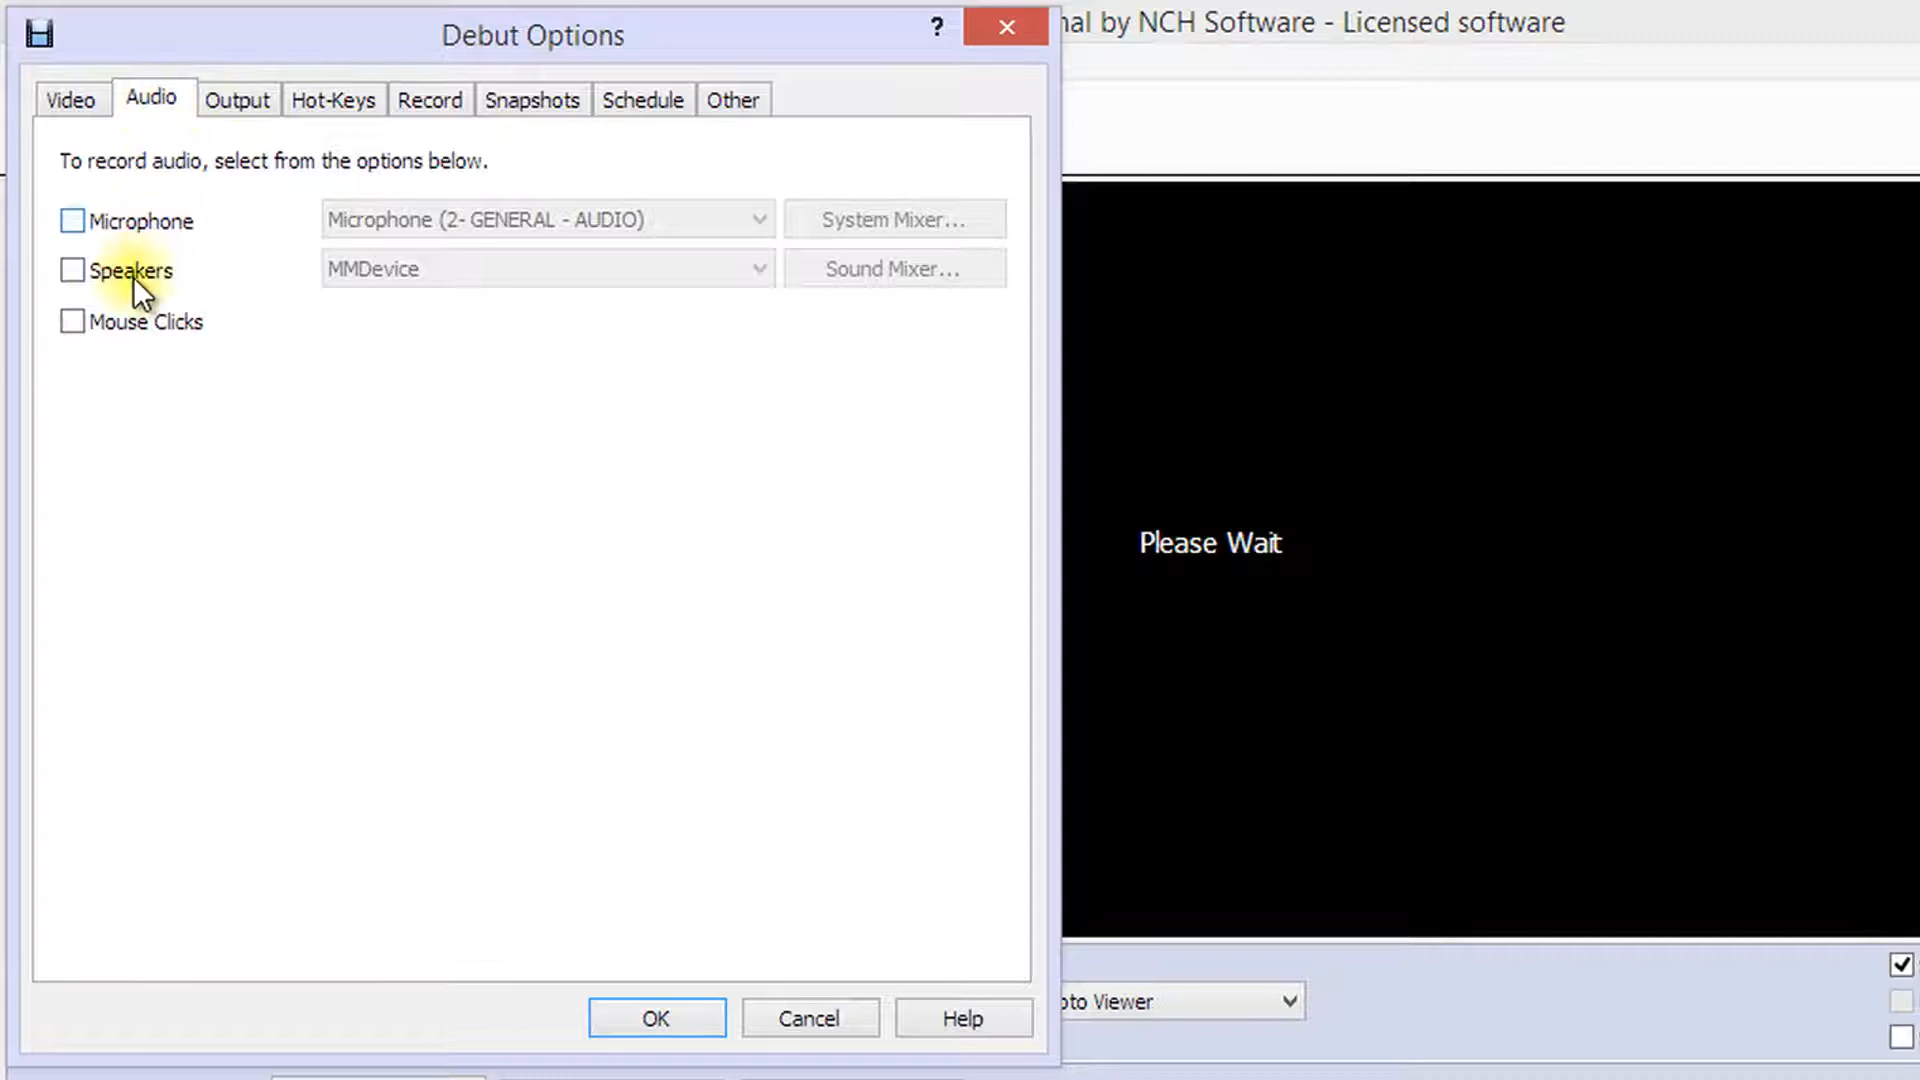 Debut Options
?
nal by NCH Software - Licensed software
Video Audio Output Hot-Keys Record Snapshots Schedule Other
To record audio, select from the options below.
Microphone Microphone (2- GENERAL - AUDIO) System Mixer...
Speakers MMDevice Sound Mixer...
Mouse Clicks
Please Wait
oto Viewer
OK Cancel Help